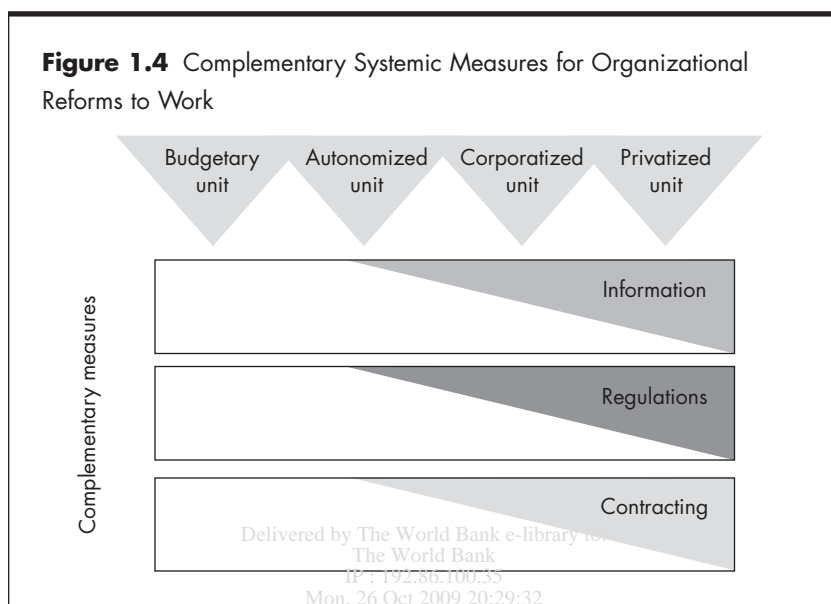 Figure 1.4 Complementary Systemic Measures for Organizational
Reforms to Work
Budgetary unit
Autonomized unit
Corporatized unit
Privatized unit
Complementary measures
Information
Regulations
Contracting
Delivered by The World Bank e-library to:
The World Bank
IP : 192.86.100.35
Mon, 26 Oct 2009 20:29:32